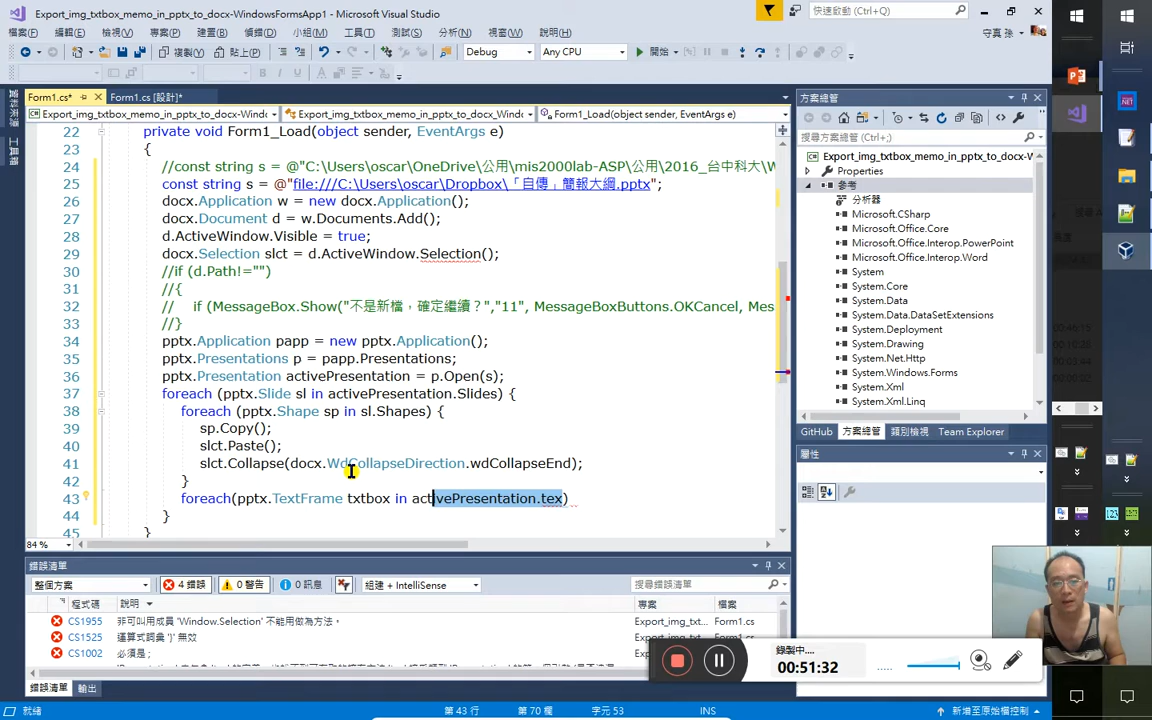 Export_img_txtbox_memo_in_pptx_to_docx-WindowsFormsApp1 - Microsoft Visual Studio
快速啟動 (Ctrl+Q)
檔案(F) 編輯(E) 檢視(V) 專案(P) 建置(B) 偵錯(D) 小組(M) 工具(T) 測試(S) 分析(N) 視窗(W) 說明(H)
守真 孫
複製(Y) 貼上(P) Debug Any CPU 開始
Form1.cs* Form1.cs [設計]*
Export_img_txtbox_memo_in_pptx_to_docx-Windov Export_img_txtbox_memo_in_pptx_to_docx-Win Form1_Load(object sender, EventArgs e)
22 private void Form1_Load(object sender, EventArgs e)
23 {
24 //const string s = @"C:\Users\oscar\OneDrive\公用\mis2000lab-ASP\公用\2016_台中科大\W
25 const string s = @"file:///C:\Users\oscar\Dropbox\「自傳」簡報大綱.pptx";
26 docx.Application w = new docx.Application();
27 docx.Document d = w.Documents.Add();
28 d.ActiveWindow.Visible = true;
29 docx.Selection slct = d.ActiveWindow.Selection();
30 //if (d.Path!="")
31 //{
32 // if (MessageBox.Show("不是新檔，確定繼續？","11", MessageBoxButtons.OKCancel, Mes
33 //}
34 pptx.Application papp = new pptx.Application();
35 pptx.Presentations p = papp.Presentations;
36 pptx.Presentation activePresentation = p.Open(s);
37 foreach (pptx.Slide sl in activePresentation.Slides) {
38 foreach (pptx.Shape sp in sl.Shapes) {
39 sp.Copy();
40 slct.Paste();
41 slct.Collapse(docx.WdCollapseDirection.wdCollapseEnd);
42 }
43 foreach(pptx.TextFrame txtbox in activePresentation.tex)
44 }
45 }
84 %
方案總管
搜尋方案總管 (Ctrl+;)
Export_img_txtbox_memo_in_pptx_to_docx-W
Properties
參考
分析器
Microsoft.CSharp
Microsoft.Office.Core
Microsoft.Office.Interop.PowerPoint
Microsoft.Office.Interop.Word
System
System.Core
System.Data
System.Data.DataSetExtensions
System.Deployment
System.Drawing
System.Net.Http
System.Windows.Forms
System.Xml
System.Xml.Linq
GitHub 方案總管 類別檢視 Team Explorer
屬性
錯誤清單
整個方案 4 錯誤 0 警告 0 訊息 組建 + IntelliSense 搜尋錯誤清單
程式碼 說明 專案 檔案
CS1955 非可叫用成員 'Window.Selection' 不能用做為方法。 Export_img_txt Form1.cs
CS1525 運算式詞彙 ')' 無效 Export_img_txt Form1.cs
CS1002 必須是 ; Export_img_txt Form1.cs
錄製中....
00:51:32
錯誤清單 輸出
就緒 第 43 行 第 70 欄 字元 53 INS 新增至原始檔控制